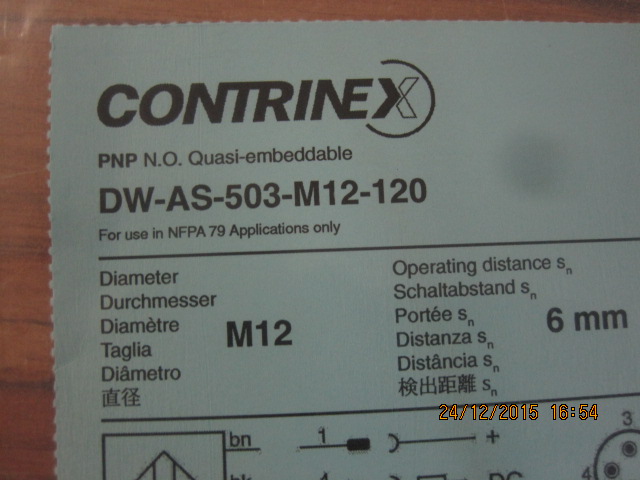 CONTRINEX
PNP N.O. Quasi-embeddable
DW-AS-503-M12-120
For use in NFPA 79 Applications only
Diameter
Durchmesser
Diamètre
Taglia
Diâmetro
直径
M12
Operating distance sn
Schaltabstand sn
Portée sn
Distanza sn
Distância sn
検出距離 sn
6 mm
24/12/2015 16:54
bn 1 +
3
4